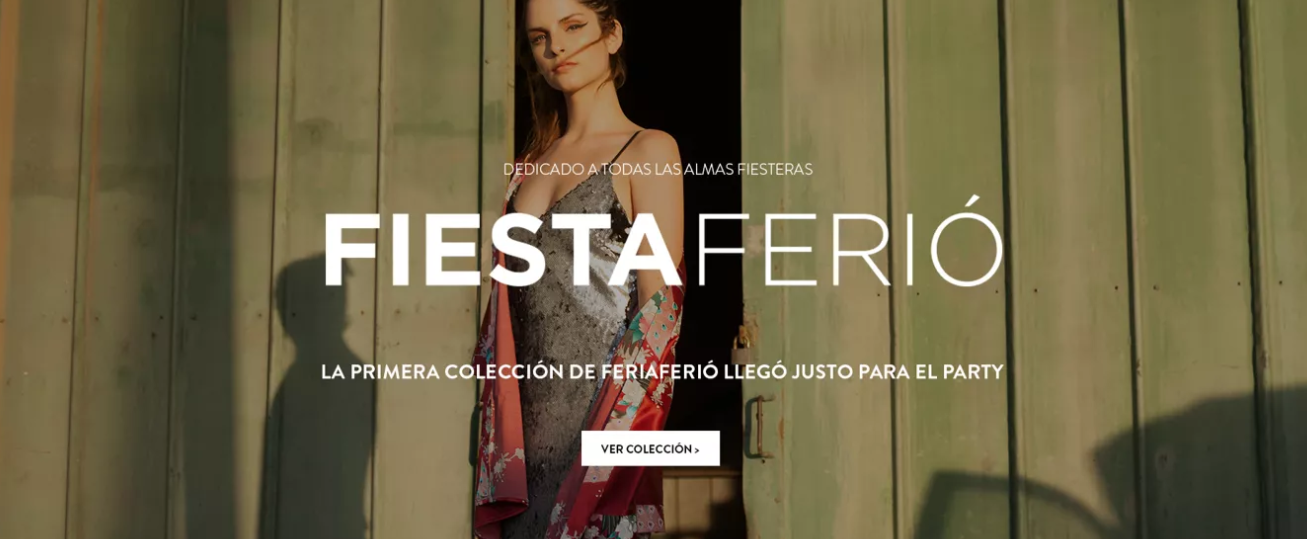 DEDICADO A TODAS LAS ALMAS FIESTERAS
FIESTAFERIÓ
LA PRIMERA COLECCIÓN DE FERIAFERIÓ LLEGÓ JUSTO PARA EL PARTY
VER COLECCIÓN >